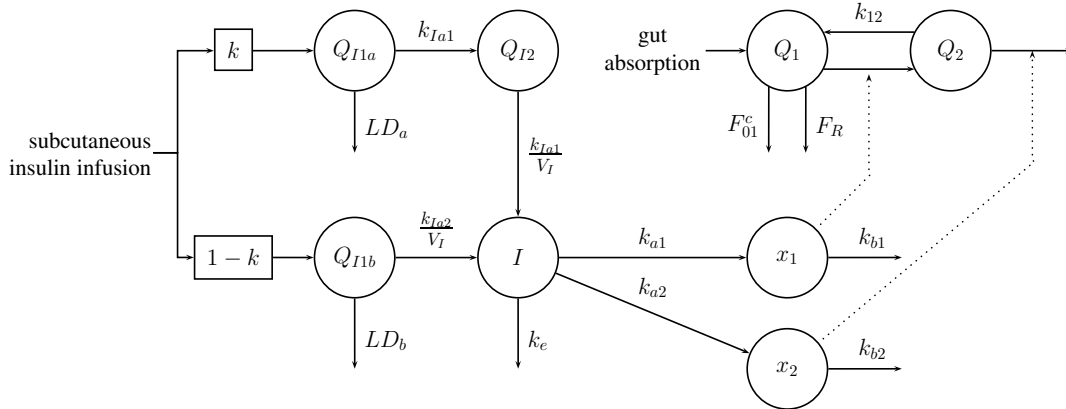 k
Q_{I1a}
k_{Ia1}
Q_{I2}
gut
absorption
Q_1
k_{12}
Q_2
LD_a
F_{01}^c
F_R
subcutaneous
insulin infusion
\frac{k_{Ia1}}{V_I}
1 − k
Q_{I1b}
\frac{k_{Ia2}}{V_I}
I
k_{a1}
x_1
k_{b1}
k_{a2}
LD_b
k_e
x_2
k_{b2}